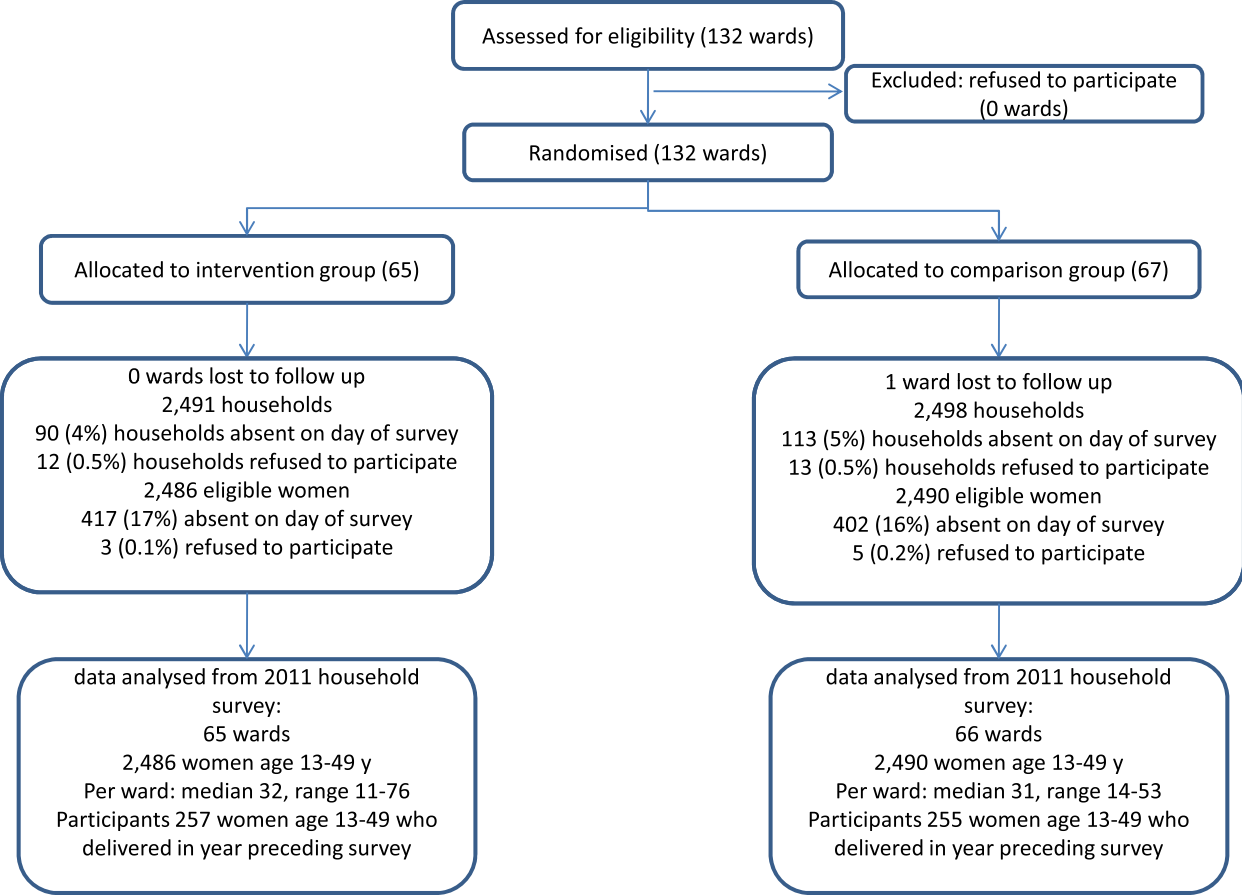 Assessed for eligibility (132 wards)
Excluded: refused to participate
(0 wards)
Randomised (132 wards)
Allocated to intervention group (65)
Allocated to comparison group (67)
0 wards lost to follow up
2,491 households
90 (4%) households absent on day of survey
12 (0.5%) households refused to participate
2,486 eligible women
417 (17%) absent on day of survey
3 (0.1%) refused to participate
1 ward lost to follow up
2,498 households
113 (5%) households absent on day of survey
13 (0.5%) households refused to participate
2,490 eligible women
402 (16%) absent on day of survey
5 (0.2%) refused to participate
data analysed from 2011 household
survey:
65 wards
2,486 women age 13-49 y
Per ward: median 32, range 11-76
Participants 257 women age 13-49 who
delivered in year preceding survey
data analysed from 2011 household
survey:
66 wards
2,490 women age 13-49 y
Per ward: median 31, range 14-53
Participants 255 women age 13-49 who
delivered in year preceding survey